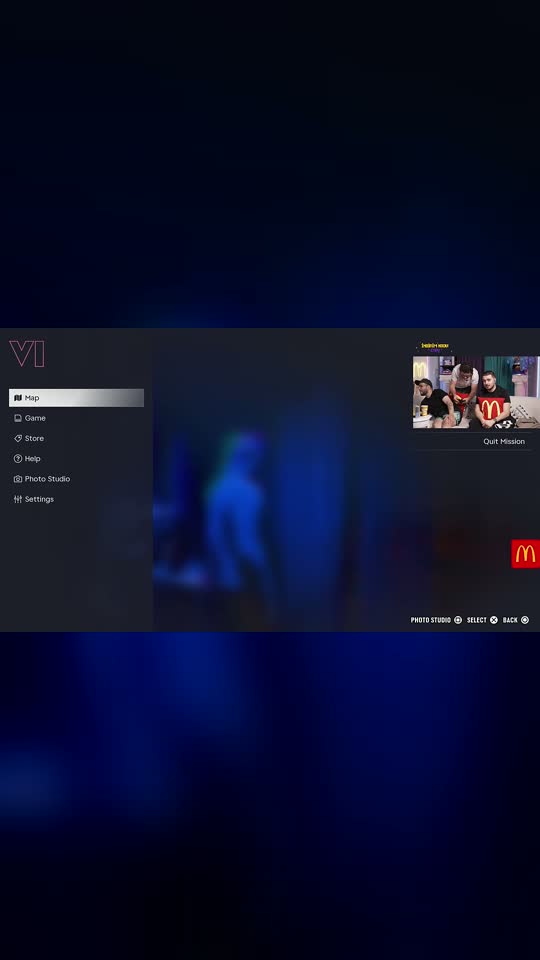 VI
Map
Game
Store
Help
Photo Studio
Settings
Quit Mission
PHOTO STUDIO
SELECT
BACK